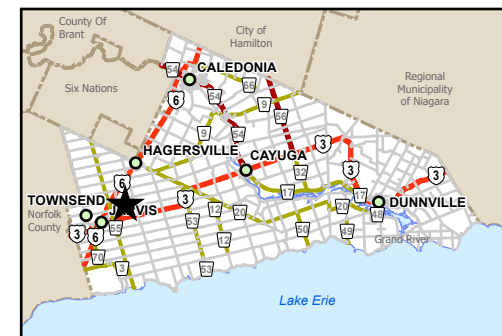 County Of
Brant
City of
Hamilton
54
CALEDONIA
Six Nations
66
Regional
Municipality
of Niagara
6
54
9
56
9
54
3
HAGERSVILLE
CAYUGA
3
32
3
6
3
17
17
TOWNSEND
DUNNVILLE
Norfolk
County
JARVIS
53
20
20
48
3
6
55
12
50
49
Grand River
70
3
53
Lake Erie